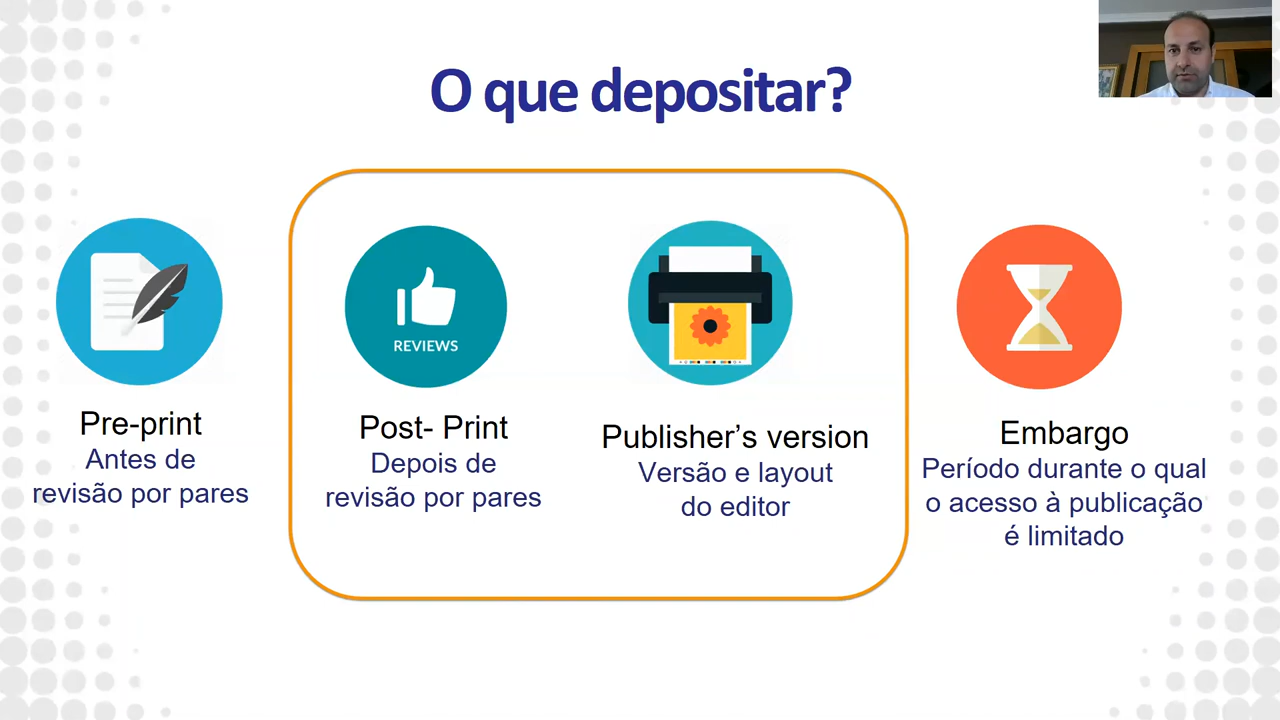 O que depositar?
Pre-print
Antes de
revisão por pares
REVIEWS
Post- Print
Depois de
revisão por pares
Publisher's version
Versão e layout
do editor
Embargo
Período durante o qual
o acesso à publicação
é limitado